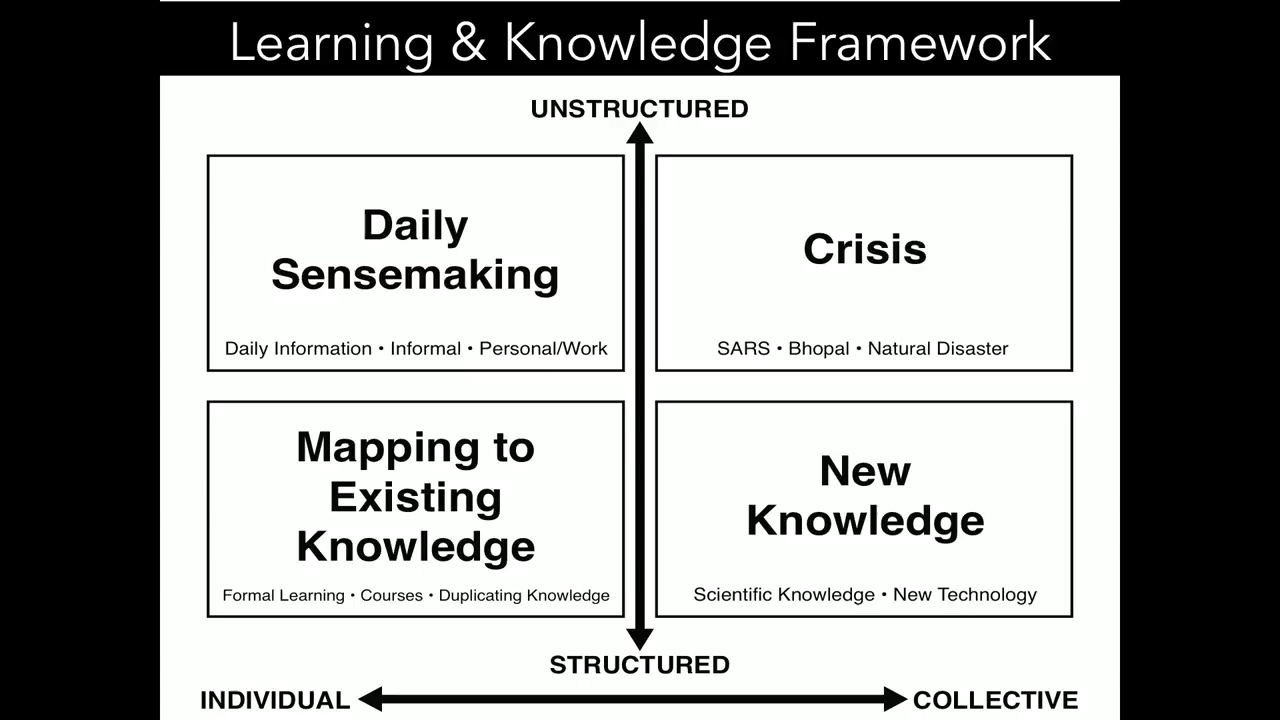 Learning & Knowledge Framework
UNSTRUCTURED
Daily
Sensemaking
Daily Information • Informal • Personal/Work
Crisis
SARS • Bhopal • Natural Disaster
Mapping to
Existing
Knowledge
Formal Learning • Courses • Duplicating Knowledge
New
Knowledge
Scientific Knowledge • New Technology
STRUCTURED
INDIVIDUAL
COLLECTIVE